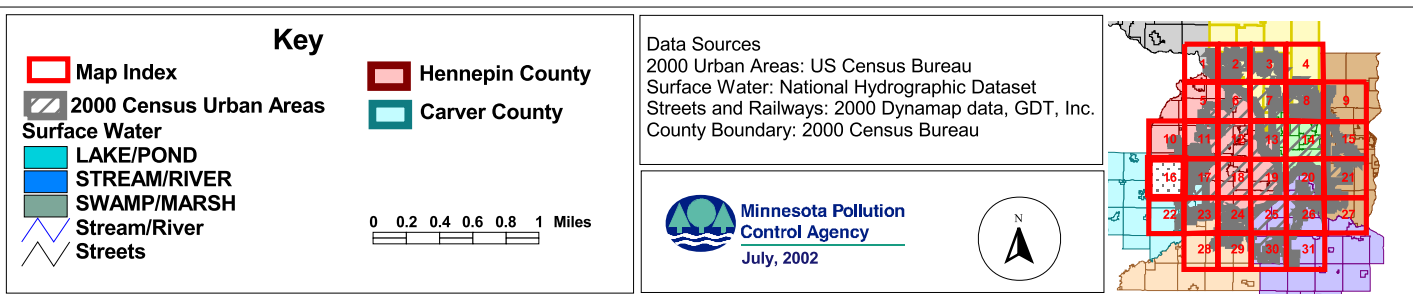 Key
Map Index
2000 Census Urban Areas
Surface Water
LAKE/POND
STREAM/RIVER
SWAMP/MARSH
Stream/River
Streets
Hennepin County
Carver County
0 0.2 0.4 0.6 0.8 1 Miles
Data Sources
2000 Urban Areas: US Census Bureau
Surface Water: National Hydrographic Dataset
Streets and Railways: 2000 Dynamap data, GDT, Inc.
County Boundary: 2000 Census Bureau
Minnesota Pollution
Control Agency
July, 2002
N
1 2 3 4
5 6 7 8 9
10 11 12 13 14 15
16 17 18 19 20 21
22 23 24 25 26 27
28 29 30 31